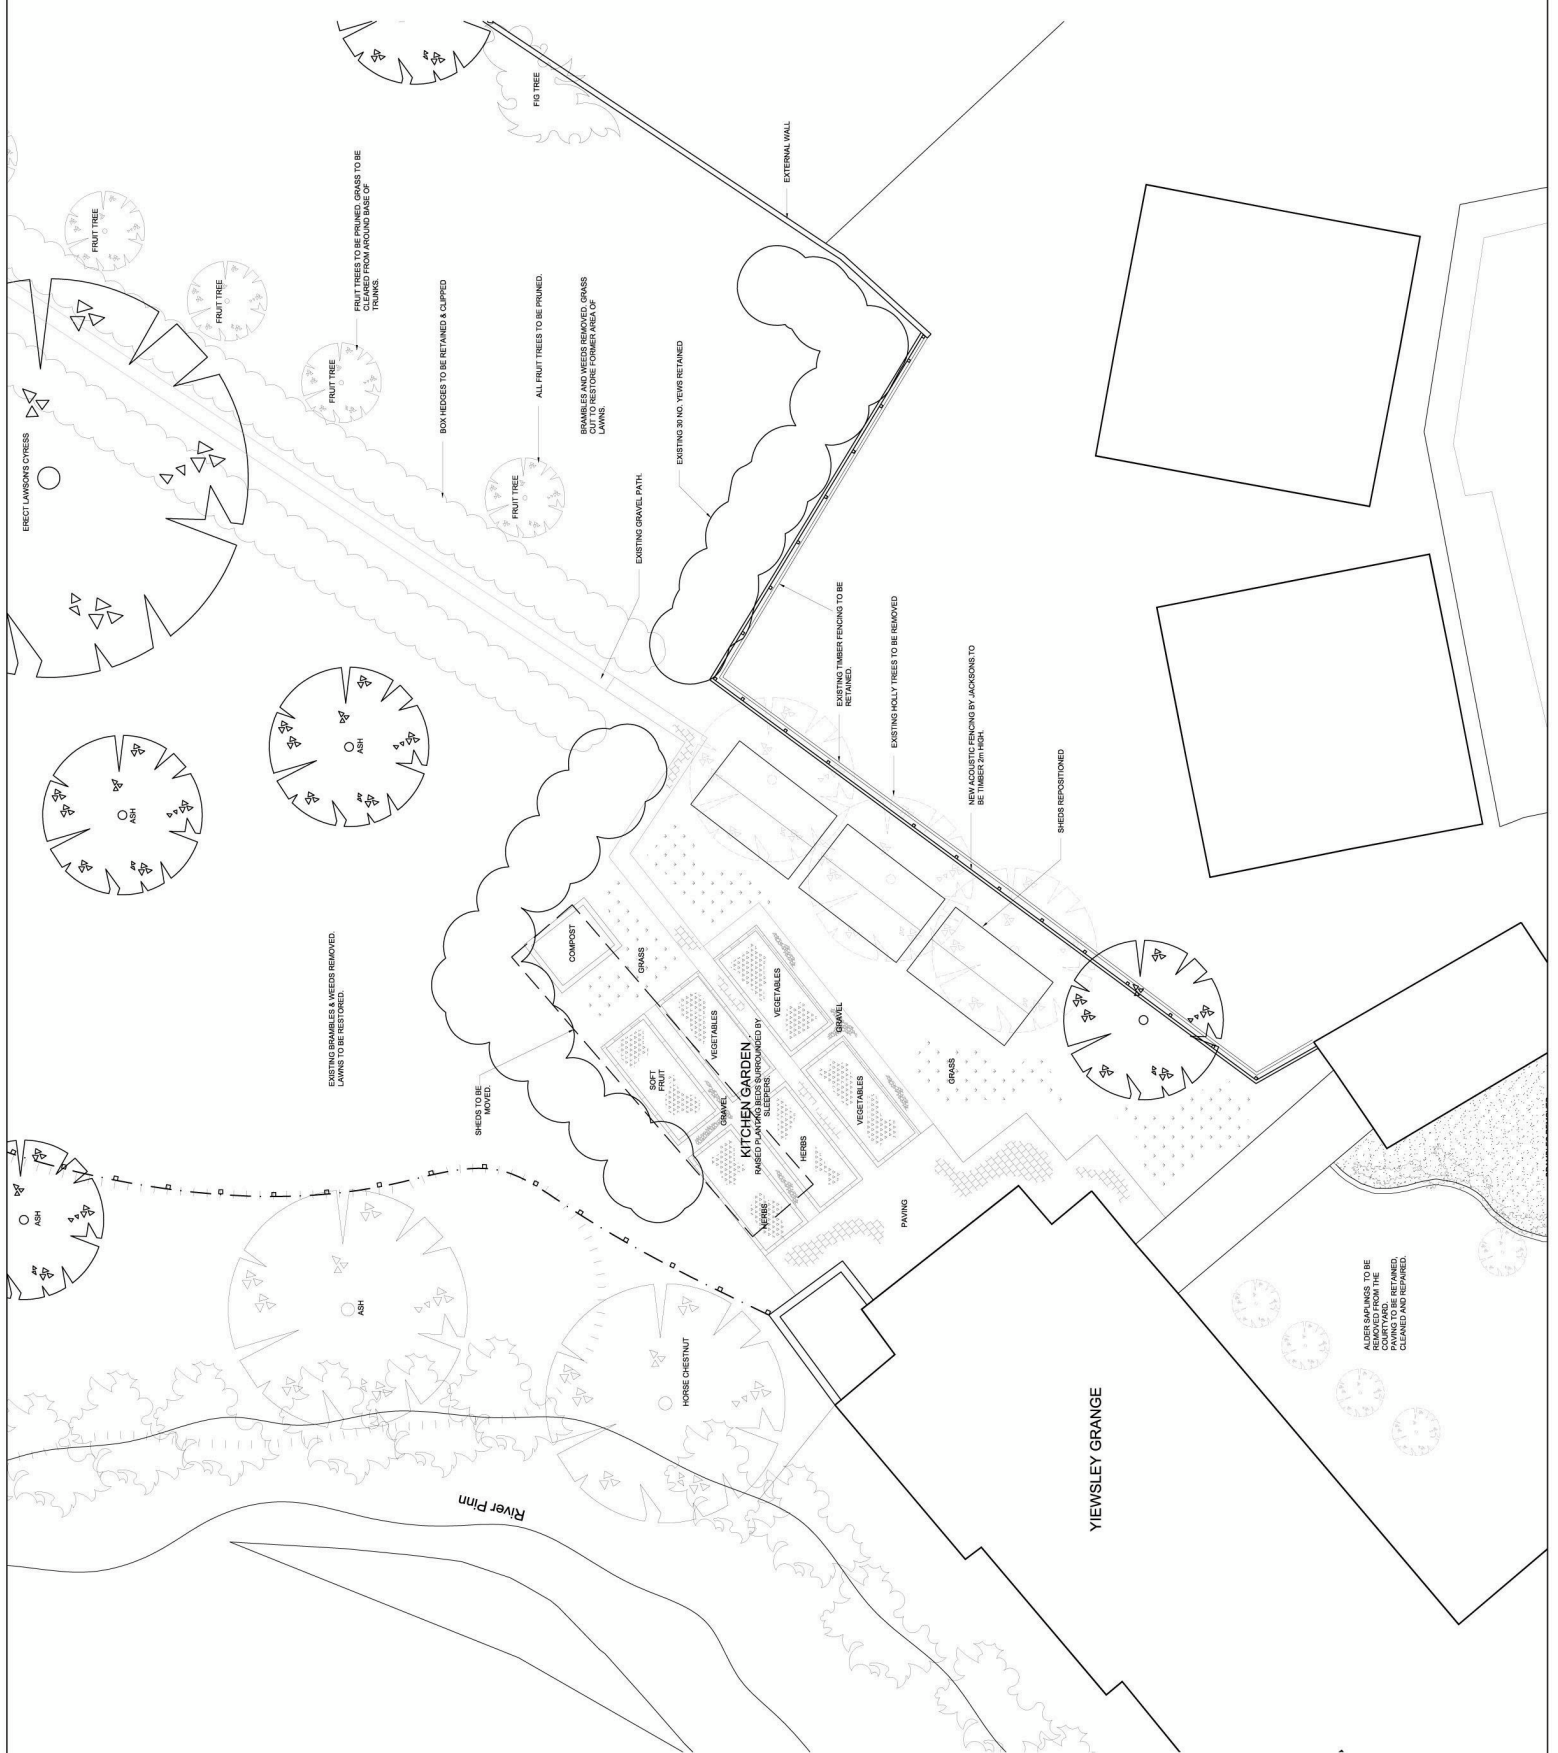 ERECT LAWSON'S CYRESS
FRUIT TREE
FRUIT TREE
FRUIT TREE
FRUIT TREE
FIG TREE
FRUIT TREES TO BE PRUNED. GRASS TO BE
CLEARED FROM AROUND BASE OF
TRUNKS.
BOX HEDGES TO BE RETAINED & CLIPPED
ALL FRUIT TREES TO BE PRUNED.
BRAMBLES AND WEEDS REMOVED. GRASS
CUT TO RESTORE FORMER AREA OF
LAWNS.
EXISTING GRAVEL PATH.
EXISTING 30 NO. YEWS RETAINED
EXTERNAL WALL
ASH
ASH
ASH
ASH
EXISTING BRAMBLES & WEEDS REMOVED.
LAWNS TO BE RESTORED.
SHEDS TO BE
MOVED.
COMPOST
GRASS
SOFT
FRUIT
VEGETABLES
VEGETABLES
VEGETABLES
GRAVEL
GRAVEL
KITCHEN GARDEN
RAISED PLANTING BEDS SURROUNDED BY
SLEEPERS.
HERBS
HERBS
GRASS
PAVING
EXISTING TIMBER FENCING TO BE
RETAINED.
EXISTING HOLLY TREES TO BE REMOVED
NEW ACOUSTIC FENCING BY JACKSONS.TO
BE TIMBER 2m HIGH.
SHEDS REPOSITIONED
HORSE CHESTNUT
River Pinn
YIEWSLEY GRANGE
ALDER SAPLINGS TO BE
REMOVED FROM THE
COURTYARD.
PAVING TO BE RETAINED,
CLEANED AND REPAIRED.